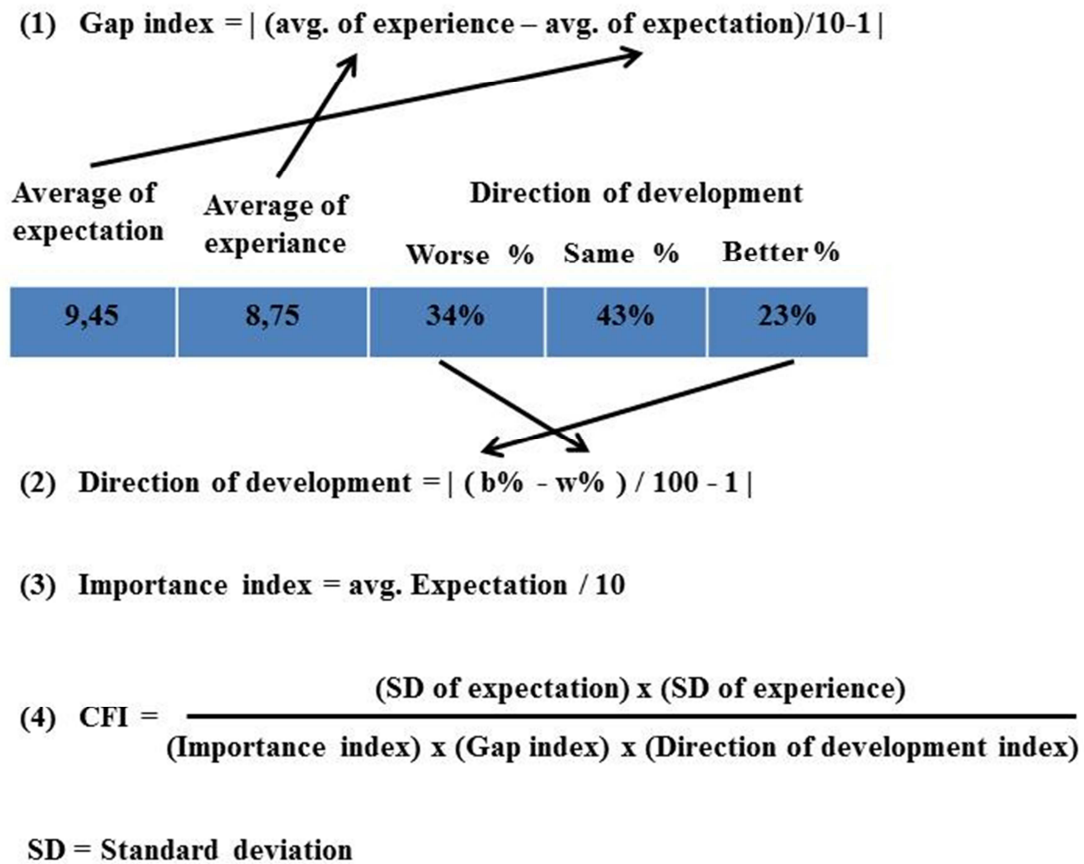 (1) Gap index = | (avg. of experience – avg. of expectation)/10-1 |
Average of
expectation
Average of
experiance
Direction of development
Worse %
Same %
Better %
9,45
8,75
34%
43%
23%
(2) Direction of development = | ( b% - w% ) / 100 - 1 |
(3) Importance index = avg. Expectation / 10
(4) CFI =
(SD of expectation) x (SD of experience)
(Importance index) x (Gap index) x (Direction of development index)
SD = Standard deviation